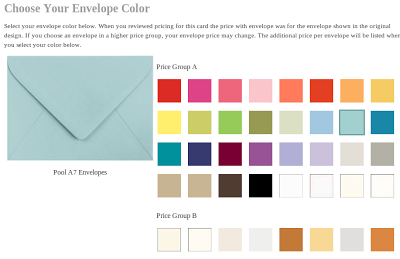 Choose Your Envelope Color
Select your envelope color below. When you reviewed pricing for this card the price with envelope was for the envelope shown in the original
design. If you choose an envelope in a higher price group, your envelope price may change. The additional price per envelope will be listed when
you select your color below.
Price Group A
Pool A7 Envelopes
Price Group B